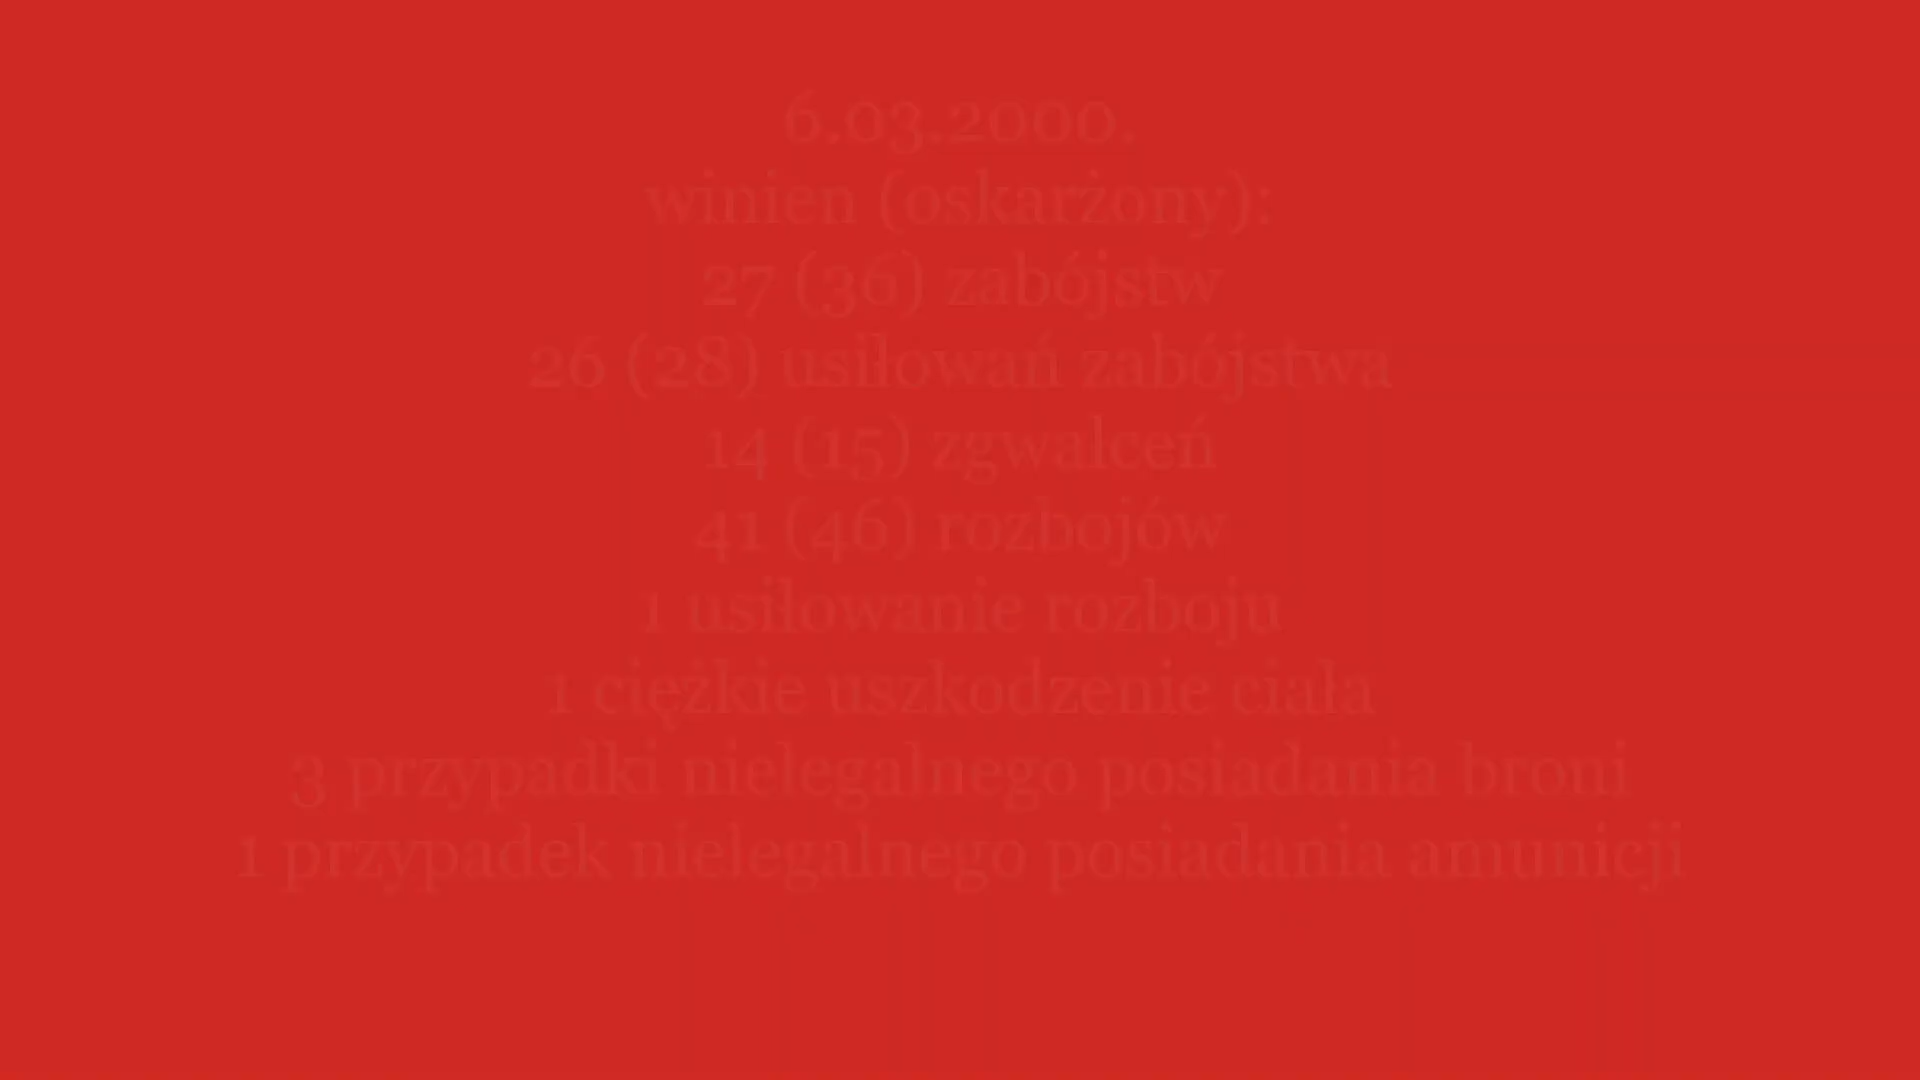 6.03.2000.
winien (oskarżony):
27 (36) zabójstw
26 (28) usiłowań zabójstwa
14 (15) zgwałceń
41 (46) rozbojów
1 usiłowanie rozboju
1 ciężkie uszkodzenie ciała
3 przypadki nielegalnego posiadania broni
1 przypadek nielegalnego posiadania amunicji